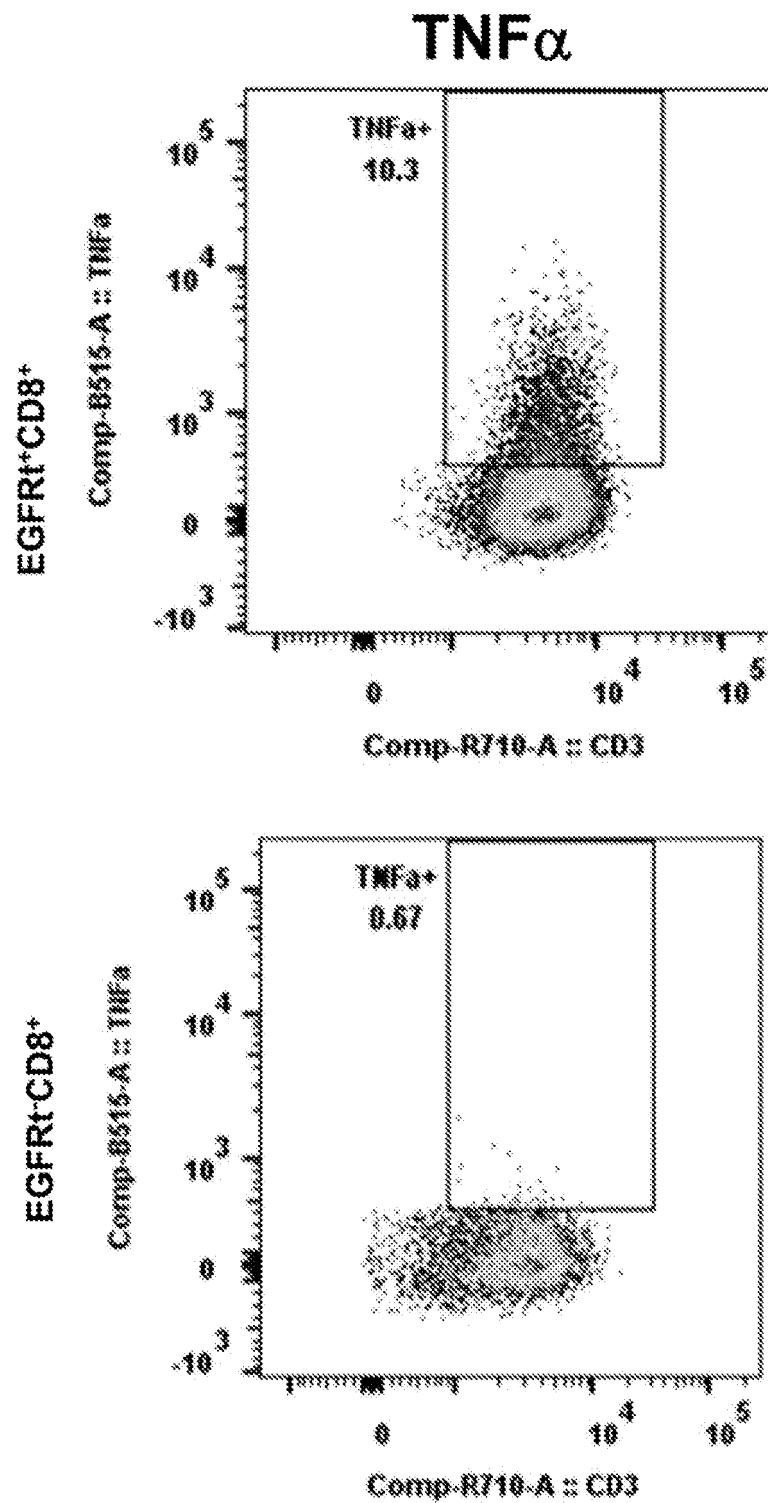 TNFα
TNFa+
10.3
10^5
10^4
10^3
0
-10^3
Comp-B515-A :: TNFa
EGFRt+CD8+
0 10^4 10^5
Comp-R710-A :: CD3
TNFa+
0.67
10^5
10^4
10^3
0
-10^3
Comp-B515-A :: TNFa
EGFRt-CD8+
0 10^4 10^5
Comp-R710-A :: CD3